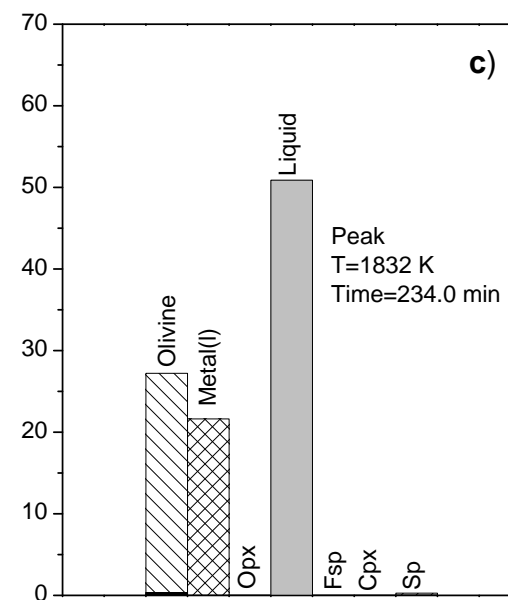 70
c)
60
Liquid
50
Peak
T=1832 K
Time=234.0 min
40
Olivine
Metal(l)
30
20
10
Opx
Fsp
Cpx
Sp
0